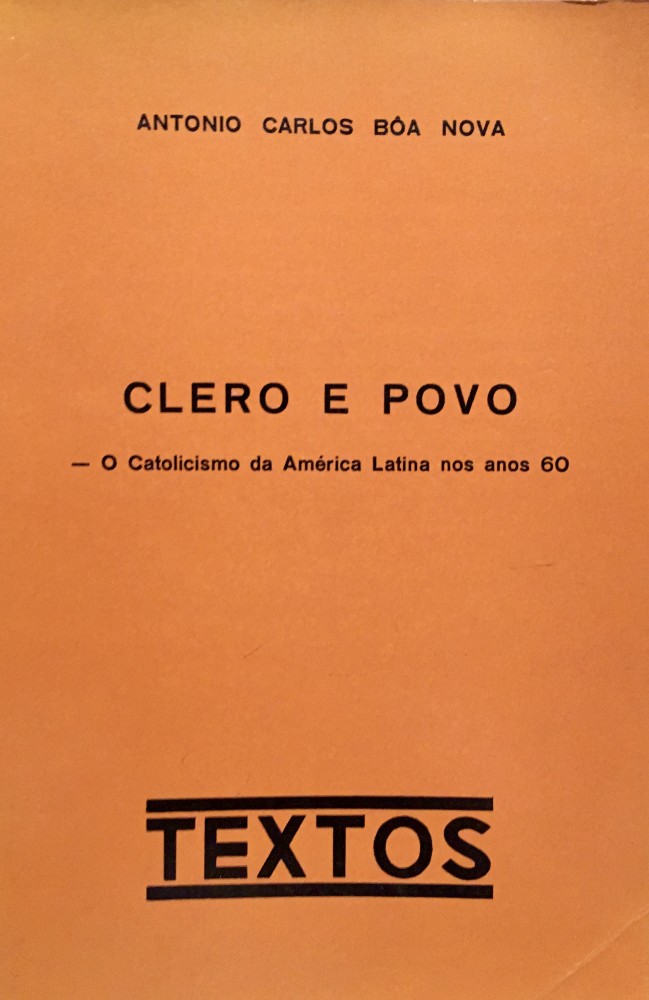 ANTONIO CARLOS BÔA NOVA
CLERO E POVO
— O Catolicismo da América Latina nos anos 60
TEXTOS